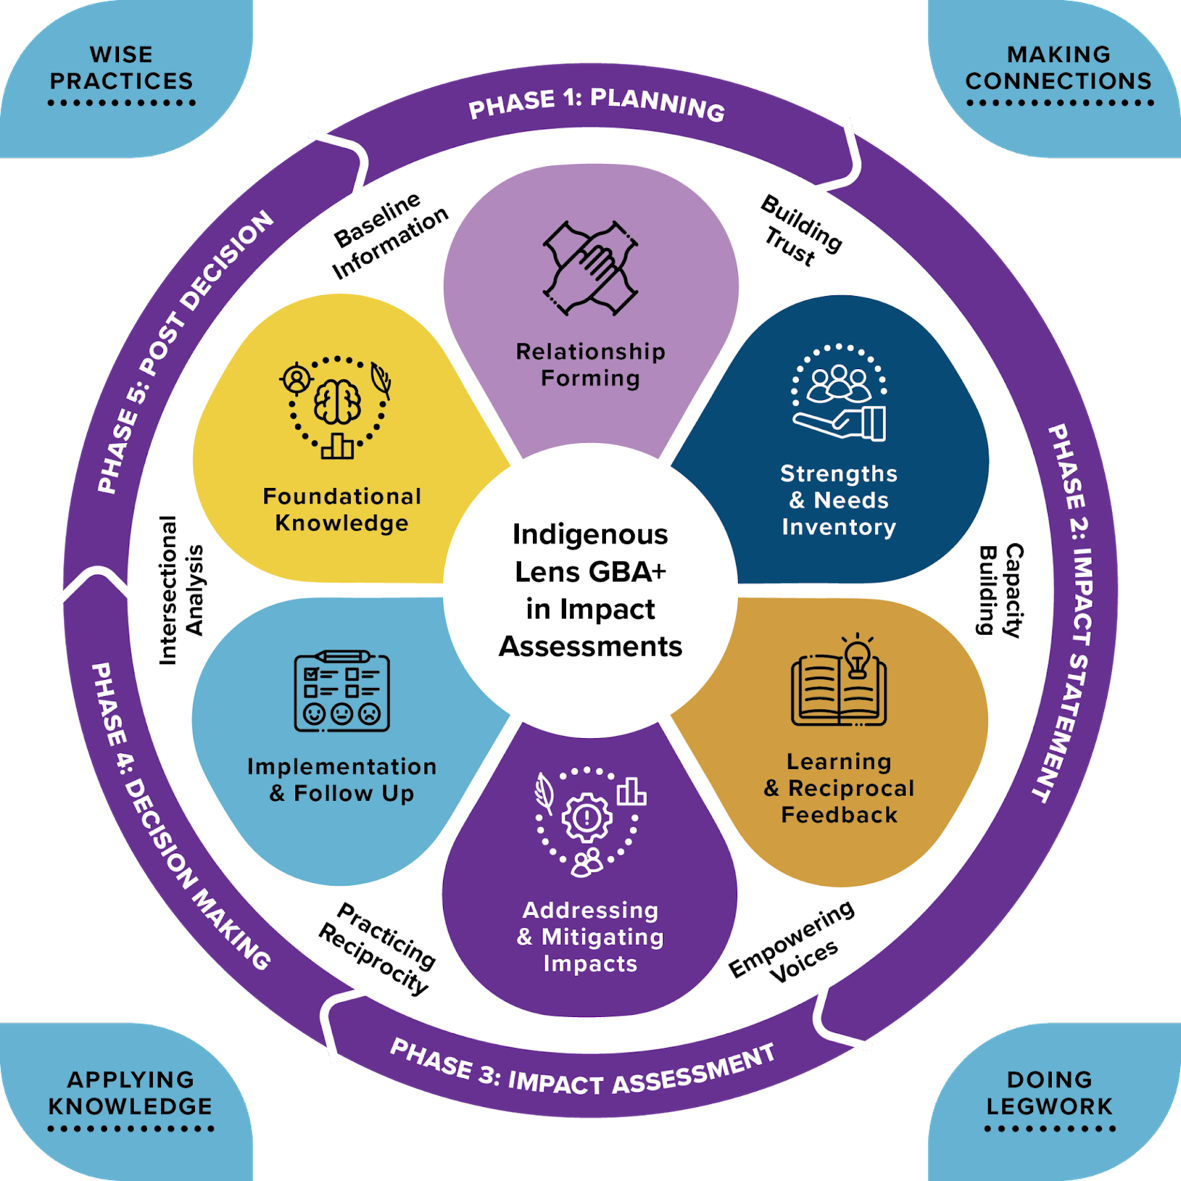 WISE
PRACTICES
MAKING
CONNECTIONS
PHASE 1: PLANNING
PHASE 2: IMPACT STATEMENT
PHASE 3: IMPACT ASSESSMENT
PHASE 4: DECISION MAKING
PHASE 5: POST DECISION
Baseline
Information
Building
Trust
Capacity
Building
Empowering
Voices
Practicing
Reciprocity
Intersectional
Analysis
Relationship
Forming
Strengths
& Needs
Inventory
Learning
& Reciprocal
Feedback
Addressing
& Mitigating
Impacts
Implementation
& Follow Up
Foundational
Knowledge
Indigenous
Lens GBA+
in Impact
Assessments
APPLYING
KNOWLEDGE
DOING
LEGWORK